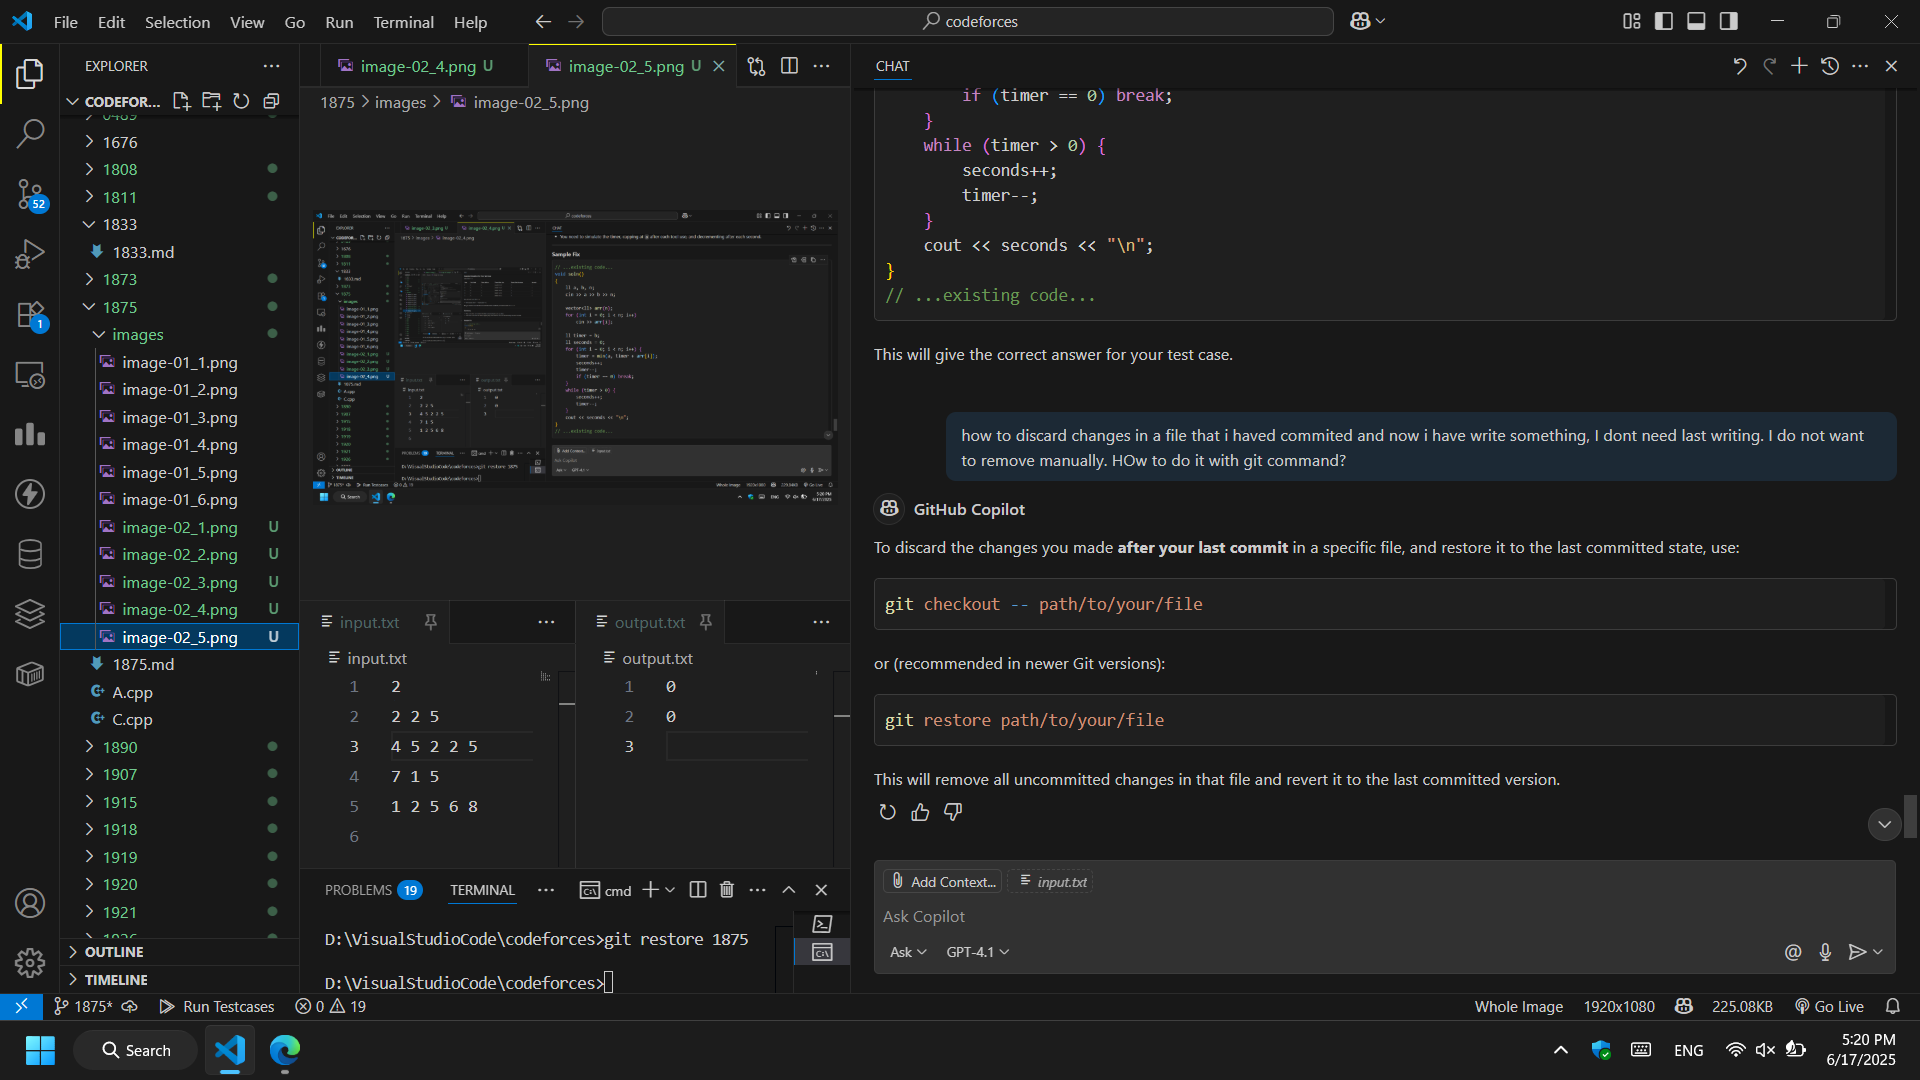 File Edit Selection View Go Run Terminal Help
codeforces
EXPLORER
CODEFOR...
0489
1676
1808
1811
1833
1833.md
1873
1875
images
image-01_1.png
image-01_2.png
image-01_3.png
image-01_4.png
image-01_5.png
image-01_6.png
image-02_1.png U
image-02_2.png U
image-02_3.png U
image-02_4.png U
image-02_5.png U
1875.md
A.cpp
C.cpp
1890
1907
1915
1918
1919
1920
1921
1926
OUTLINE
TIMELINE
52
1
image-02_4.png U
image-02_5.png U
1875 > images > image-02_5.png
input.txt
input.txt
1 2
2 2 2 5
3 4 5 2 2 5
4 7 1 5
5 1 2 5 6 8
6
output.txt
output.txt
1 0
2 0
3
PROBLEMS 19 TERMINAL
cmd
D:\VisualStudioCode\codeforces>git restore 1875
D:\VisualStudioCode\codeforces>
CHAT
if (timer == 0) break;
}
while (timer > 0) {
seconds++;
timer--;
}
cout << seconds << "\n";
}
// ...existing code...
This will give the correct answer for your test case.
how to discard changes in a file that i haved commited and now i have write something, I dont need last writing. I do not want
to remove manually. HOw to do it with git command?
GitHub Copilot
To discard the changes you made after your last commit in a specific file, and restore it to the last committed state, use:
git checkout -- path/to/your/file
or (recommended in newer Git versions):
git restore path/to/your/file
This will remove all uncommitted changes in that file and revert it to the last committed version.
Add Context...
input.txt
Ask Copilot
Ask
GPT-4.1
1875*
Run Testcases
0 19
Whole Image
1920x1080
225.08KB
Go Live
Search
ENG
5:20 PM
6/17/2025